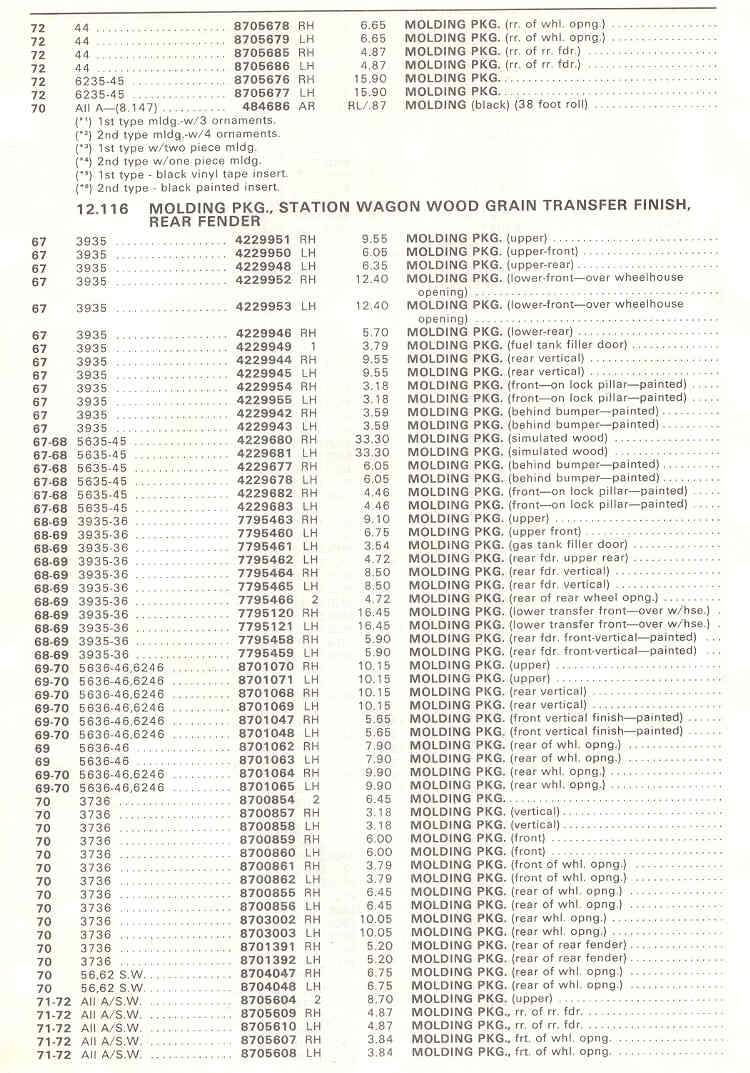 72 44 ...................... 8705678 RH 6.65 MOLDING PKG. (rr. of whl. opng.) ..................
72 44 ...................... 8705679 LH 6.65 MOLDING PKG. (rr. of whl. opng.) ..................
72 44 ...................... 8705685 RH 4.87 MOLDING PKG. (rr. of rr. fdr.) ......................
72 44 ...................... 8705686 LH 4.87 MOLDING PKG. (rr. of rr. fdr.) ......................
72 6235-45 ................. 8705676 RH 15.90 MOLDING PKG. ..................................
72 6235-45 ................. 8705677 LH 15.90 MOLDING PKG. ..................................
70 All A—(8.147) .......... 484686 AR RL/.87 MOLDING (black) (38 foot roll) .....................
(*¹) 1st type mldg.-w/3 ornaments.
(*²) 2nd type mldg.-w/4 ornaments.
(*³) 1st type w/two piece mldg.
(*⁴) 2nd type w/one piece mldg.
(*⁵) 1st type - black vinyl tape insert.
(*⁶) 2nd type - black painted insert.
12.116 MOLDING PKG., STATION WAGON WOOD GRAIN TRANSFER FINISH,
REAR FENDER
67 3935 ................... 4229951 RH 9.55 MOLDING PKG. (upper) ..........................
67 3935 ................... 4229950 LH 6.05 MOLDING PKG. (upper-front) ......................
67 3935 ................... 4229948 LH 6.35 MOLDING PKG. (upper-rear) .......................
67 3935 ................... 4229952 RH 12.40 MOLDING PKG. (lower-front—over wheelhouse
opening) .......................................
67 3935 ................... 4229953 LH 12.40 MOLDING PKG. (lower-front—over wheelhouse
opening) .......................................
67 3935 ................... 4229946 RH 5.70 MOLDING PKG. (lower-rear) .......................
67 3935 ................... 4229949 1 3.79 MOLDING PKG. (fuel tank filler door) ..............
67 3935 ................... 4229944 RH 9.55 MOLDING PKG. (rear vertical) .....................
67 3935 ................... 4229945 LH 9.55 MOLDING PKG. (rear vertical) .....................
67 3935 ................... 4229954 RH 3.18 MOLDING PKG. (front—on lock pillar—painted) .....
67 3935 ................... 4229955 LH 3.18 MOLDING PKG. (front—on lock pillar—painted) .....
67 3935 ................... 4229942 RH 3.59 MOLDING PKG. (behind bumper—painted) .........
67 3935 ................... 4229943 LH 3.59 MOLDING PKG. (behind bumper—painted) .........
67-68 5635-45 ................ 4229680 RH 33.30 MOLDING PKG. (simulated wood) .................
67-68 5635-45 ................ 4229681 LH 33.30 MOLDING PKG. (simulated wood) .................
67-68 5635-45 ................ 4229677 RH 6.05 MOLDING PKG. (behind bumper—painted) .........
67-68 5635-45 ................ 4229678 LH 6.05 MOLDING PKG. (behind bumper—painted) .........
67-68 5635-45 ................ 4229682 RH 4.46 MOLDING PKG. (front—on lock pillar—painted) .....
67-68 5635-45 ................ 4229683 LH 4.46 MOLDING PKG. (front—on lock pillar—painted) .....
68-69 3935-36 ................ 7795463 RH 9.10 MOLDING PKG. (upper) ..........................
68-69 3935-36 ................ 7795460 LH 6.75 MOLDING PKG. (upper front) ......................
68-69 3935-36 ................ 7795461 LH 3.54 MOLDING PKG. (gas tank filler door) ..............
68-69 3935-36 ................ 7795462 LH 4.72 MOLDING PKG. (rear fdr. upper rear) ..............
68-69 3935-36 ................ 7795464 RH 8.50 MOLDING PKG. (rear fdr. vertical) .................
68-69 3935-36 ................ 7795465 LH 8.50 MOLDING PKG. (rear fdr. vertical) .................
68-69 3935-36 ................ 7795466 2 4.72 MOLDING PKG. (rear of rear wheel opng.) .........
68-69 3935-36 ................ 7795120 RH 16.45 MOLDING PKG. (lower transfer front—over w/hse.) .
68-69 3935-36 ................ 7795121 LH 16.45 MOLDING PKG. (lower transfer front—over w/hse.) .
68-69 3935-36 ................ 7795458 RH 5.90 MOLDING PKG. (rear fdr. front-vertical—painted) ...
68-69 3935-36 ................ 7795459 LH 5.90 MOLDING PKG. (rear fdr. front-vertical—painted) ...
69-70 5636-46,6246 .......... 8701070 RH 10.15 MOLDING PKG. (upper) ..........................
69-70 5636-46,6246 .......... 8701071 LH 10.15 MOLDING PKG. (upper) ..........................
69-70 5636-46,6246 .......... 8701068 RH 10.15 MOLDING PKG. (rear vertical) .....................
69-70 5636-46,6246 .......... 8701069 LH 10.15 MOLDING PKG. (rear vertical) .....................
69-70 5636-46,6246 .......... 8701047 RH 5.65 MOLDING PKG. (front vertical finish—painted) ......
69-70 5636-46,6246 .......... 8701048 LH 5.65 MOLDING PKG. (front vertical finish—painted) ......
69 5636-46 ................ 8701062 RH 7.90 MOLDING PKG. (rear of whl. opng.) ................
69 5636-46 ................ 8701063 LH 7.90 MOLDING PKG. (rear of whl. opng.) ................
69-70 5636-46,6246 .......... 8701064 RH 9.90 MOLDING PKG. (rear whl. opng.) ..................
69-70 5636-46,6246 .......... 8701065 LH 9.90 MOLDING PKG. (rear whl. opng.) ..................
70 3736 ................... 8700854 2 6.45 MOLDING PKG. ..................................
70 3736 ................... 8700857 RH 3.18 MOLDING PKG. (vertical) ..........................
70 3736 ................... 8700858 LH 3.18 MOLDING PKG. (vertical) ..........................
70 3736 ................... 8700859 RH 6.00 MOLDING PKG. (front) ...........................
70 3736 ................... 8700860 LH 6.00 MOLDING PKG. (front) ...........................
70 3736 ................... 8700861 RH 3.79 MOLDING PKG. (front of whl. opng.) ...............
70 3736 ................... 8700862 LH 3.79 MOLDING PKG. (front of whl. opng.) ...............
70 3736 ................... 8700855 RH 6.45 MOLDING PKG. (rear of whl. opng.) ................
70 3736 ................... 8700856 LH 6.45 MOLDING PKG. (rear of whl. opng.) ................
70 3736 ................... 8703002 RH 10.05 MOLDING PKG. (rear whl. opng.) ..................
70 3736 ................... 8703003 LH 10.05 MOLDING PKG. (rear whl. opng.) ..................
70 3736 ................... 8701391 RH 5.20 MOLDING PKG. (rear of rear fender) ...............
70 3736 ................... 8701392 LH 5.20 MOLDING PKG. (rear of rear fender) ...............
70 56,62 S.W. .............. 8704047 RH 6.75 MOLDING PKG. (rear of whl. opng.) ................
70 56,62 S.W. .............. 8704048 LH 6.75 MOLDING PKG. (rear of whl. opng.) ................
71-72 All A/S.W. .............. 8705604 2 8.70 MOLDING PKG. (upper) ..........................
71-72 All A/S.W. .............. 8705609 RH 4.87 MOLDING PKG., rr. of rr. fdr. .......................
71-72 All A/S.W. .............. 8705610 LH 4.87 MOLDING PKG., rr. of rr. fdr. .......................
71-72 All A/S.W. .............. 8705607 RH 3.84 MOLDING PKG., frt. of whl. opng. ..................
71-72 All A/S.W. .............. 8705608 LH 3.84 MOLDING PKG., frt. of whl. opng. ..................